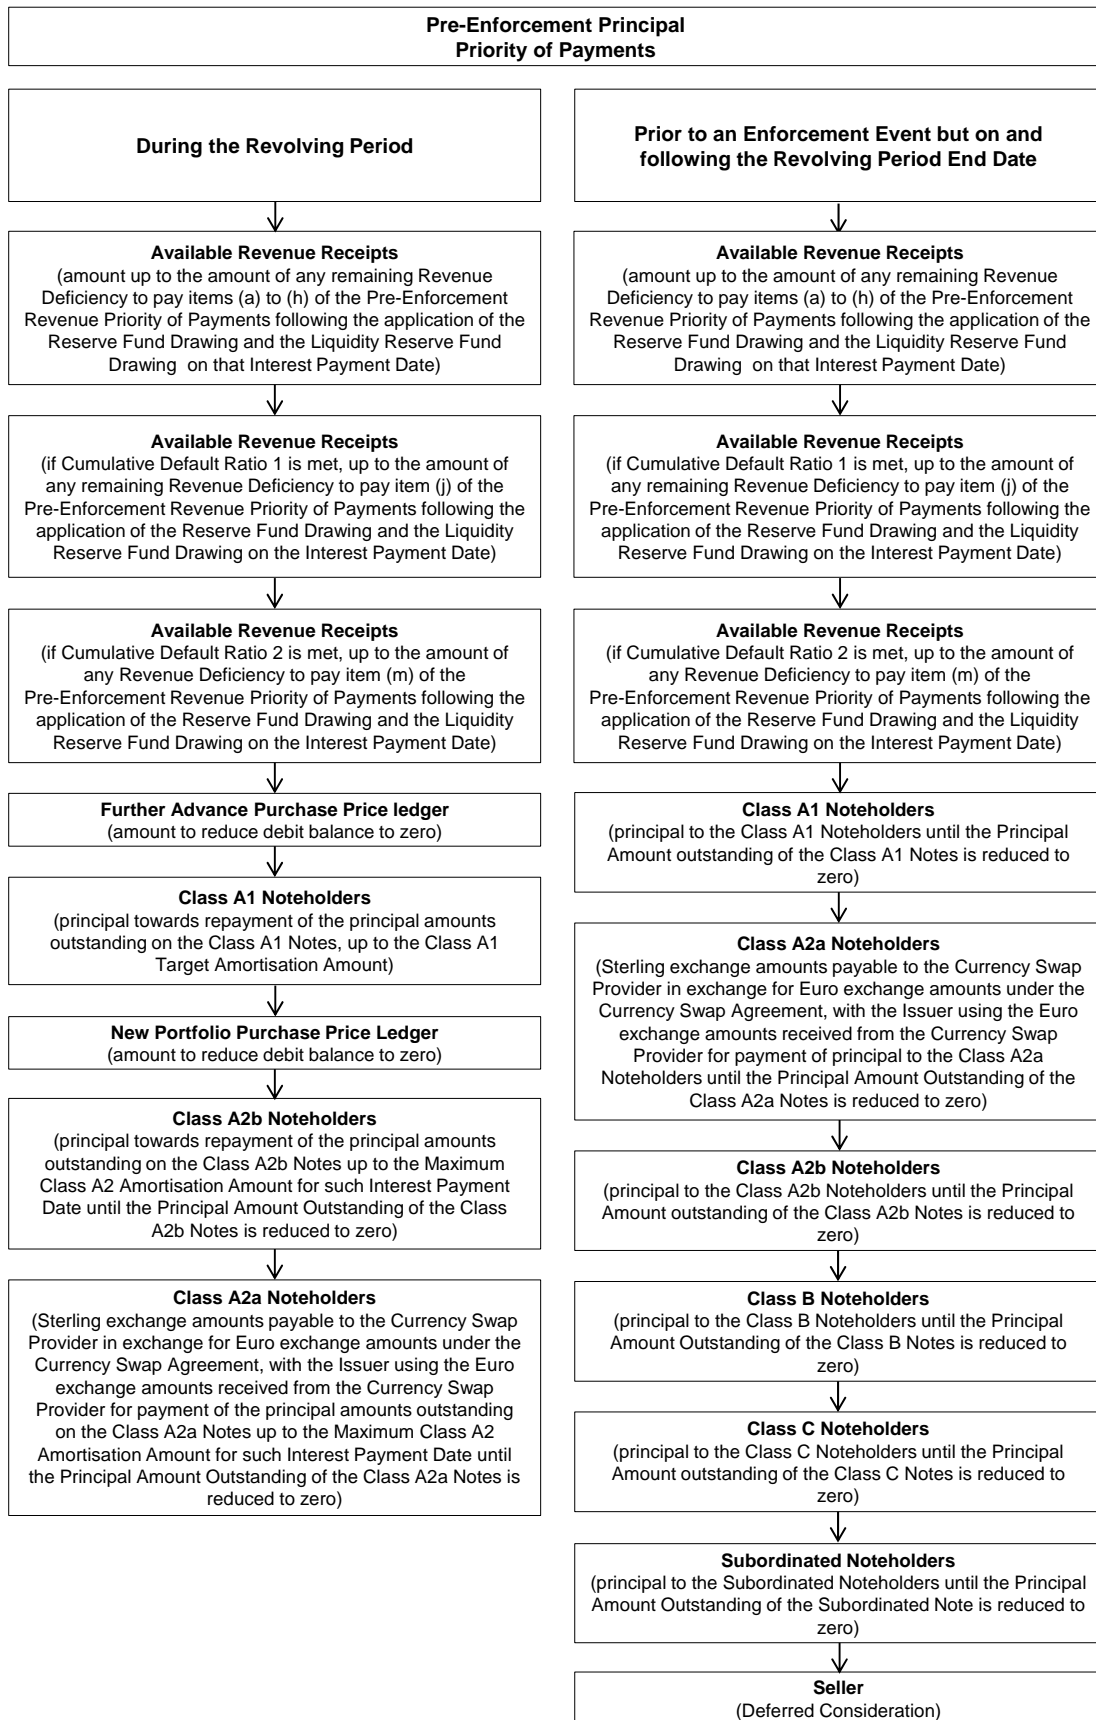 Pre-Enforcement Principal
Priority of Payments
During the Revolving Period
Available Revenue Receipts
(amount up to the amount of any remaining Revenue
Deficiency to pay items (a) to (h) of the Pre-Enforcement
Revenue Priority of Payments following the application of the
Reserve Fund Drawing and the Liquidity Reserve Fund
Drawing on that Interest Payment Date)
Available Revenue Receipts
(if Cumulative Default Ratio 1 is met, up to the amount of
any remaining Revenue Deficiency to pay item (j) of the
Pre-Enforcement Revenue Priority of Payments following the
application of the Reserve Fund Drawing and the Liquidity
Reserve Fund Drawing on the Interest Payment Date)
Available Revenue Receipts
(if Cumulative Default Ratio 2 is met, up to the amount of
any Revenue Deficiency to pay item (m) of the
Pre-Enforcement Revenue Priority of Payments following the
application of the Reserve Fund Drawing and the Liquidity
Reserve Fund Drawing on the Interest Payment Date)
Further Advance Purchase Price ledger
(amount to reduce debit balance to zero)
Class A1 Noteholders
(principal towards repayment of the principal amounts
outstanding on the Class A1 Notes, up to the Class A1
Target Amortisation Amount)
New Portfolio Purchase Price Ledger
(amount to reduce debit balance to zero)
Class A2b Noteholders
(principal towards repayment of the principal amounts
outstanding on the Class A2b Notes up to the Maximum
Class A2 Amortisation Amount for such Interest Payment
Date until the Principal Amount Outstanding of the Class
A2b Notes is reduced to zero)
Class A2a Noteholders
(Sterling exchange amounts payable to the Currency Swap
Provider in exchange for Euro exchange amounts under the
Currency Swap Agreement, with the Issuer using the Euro
exchange amounts received from the Currency Swap
Provider for payment of the principal amounts outstanding
on the Class A2a Notes up to the Maximum Class A2
Amortisation Amount for such Interest Payment Date until
the Principal Amount Outstanding of the Class A2a Notes is
reduced to zero)
Prior to an Enforcement Event but on and
following the Revolving Period End Date
Available Revenue Receipts
(amount up to the amount of any remaining Revenue
Deficiency to pay items (a) to (h) of the Pre-Enforcement
Revenue Priority of Payments following the application of the
Reserve Fund Drawing and the Liquidity Reserve Fund
Drawing on that Interest Payment Date)
Available Revenue Receipts
(if Cumulative Default Ratio 1 is met, up to the amount of
any remaining Revenue Deficiency to pay item (j) of the
Pre-Enforcement Revenue Priority of Payments following the
application of the Reserve Fund Drawing and the Liquidity
Reserve Fund Drawing on the Interest Payment Date)
Available Revenue Receipts
(if Cumulative Default Ratio 2 is met, up to the amount of
any Revenue Deficiency to pay item (m) of the
Pre-Enforcement Revenue Priority of Payments following the
application of the Reserve Fund Drawing and the Liquidity
Reserve Fund Drawing on the Interest Payment Date)
Class A1 Noteholders
(principal to the Class A1 Noteholders until the Principal
Amount outstanding of the Class A1 Notes is reduced to
zero)
Class A2a Noteholders
(Sterling exchange amounts payable to the Currency Swap
Provider in exchange for Euro exchange amounts under the
Currency Swap Agreement, with the Issuer using the Euro
exchange amounts received from the Currency Swap
Provider for payment of principal to the Class A2a
Noteholders until the Principal Amount Outstanding of the
Class A2a Notes is reduced to zero)
Class A2b Noteholders
(principal to the Class A2b Noteholders until the Principal
Amount outstanding of the Class A2b Notes is reduced to
zero)
Class B Noteholders
(principal to the Class B Noteholders until the Principal
Amount Outstanding of the Class B Notes is reduced to
zero)
Class C Noteholders
(principal to the Class C Noteholders until the Principal
Amount outstanding of the Class C Notes is reduced to
zero)
Subordinated Noteholders
(principal to the Subordinated Noteholders until the Principal
Amount Outstanding of the Subordinated Note is reduced to
zero)
Seller
(Deferred Consideration)